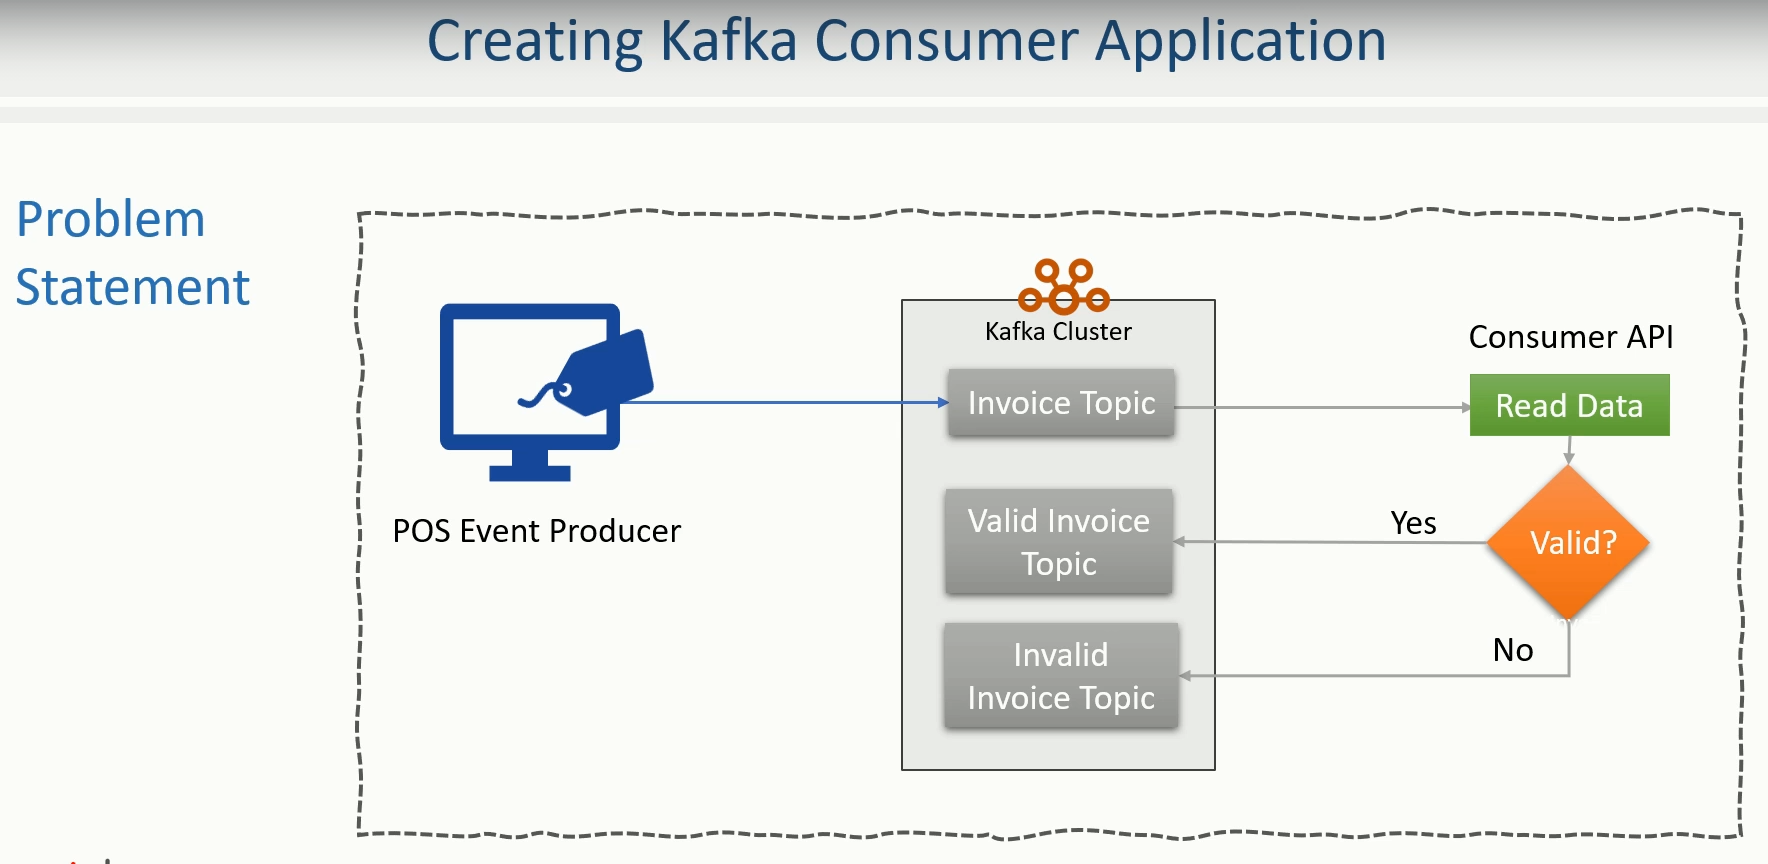 Creating Kafka Consumer Application
Problem
Statement
Kafka Cluster
Consumer API
Invoice Topic
Read Data
POS Event Producer
Valid Invoice
Topic
Yes
Valid?
Invalid
Invoice Topic
No